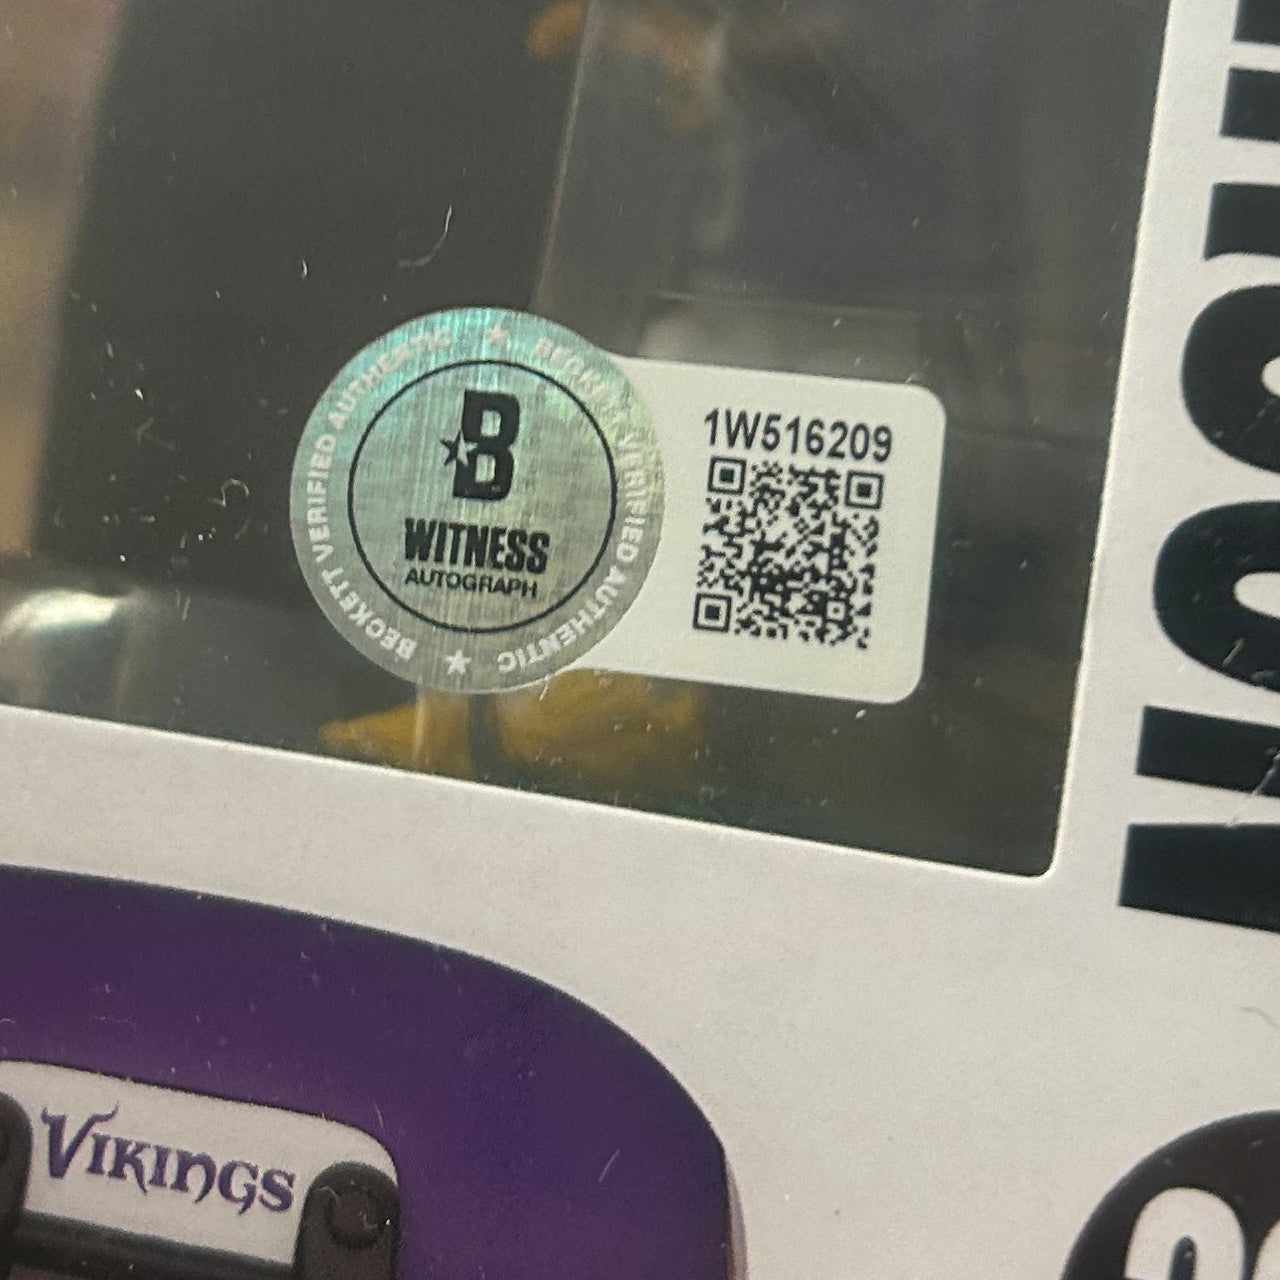 BECKETT VERIFIED AUTHENTIC ★ BECKETT VERIFIED AUTHENTIC ★
B
WITNESS
AUTOGRAPH
1W516209
VIKINGS